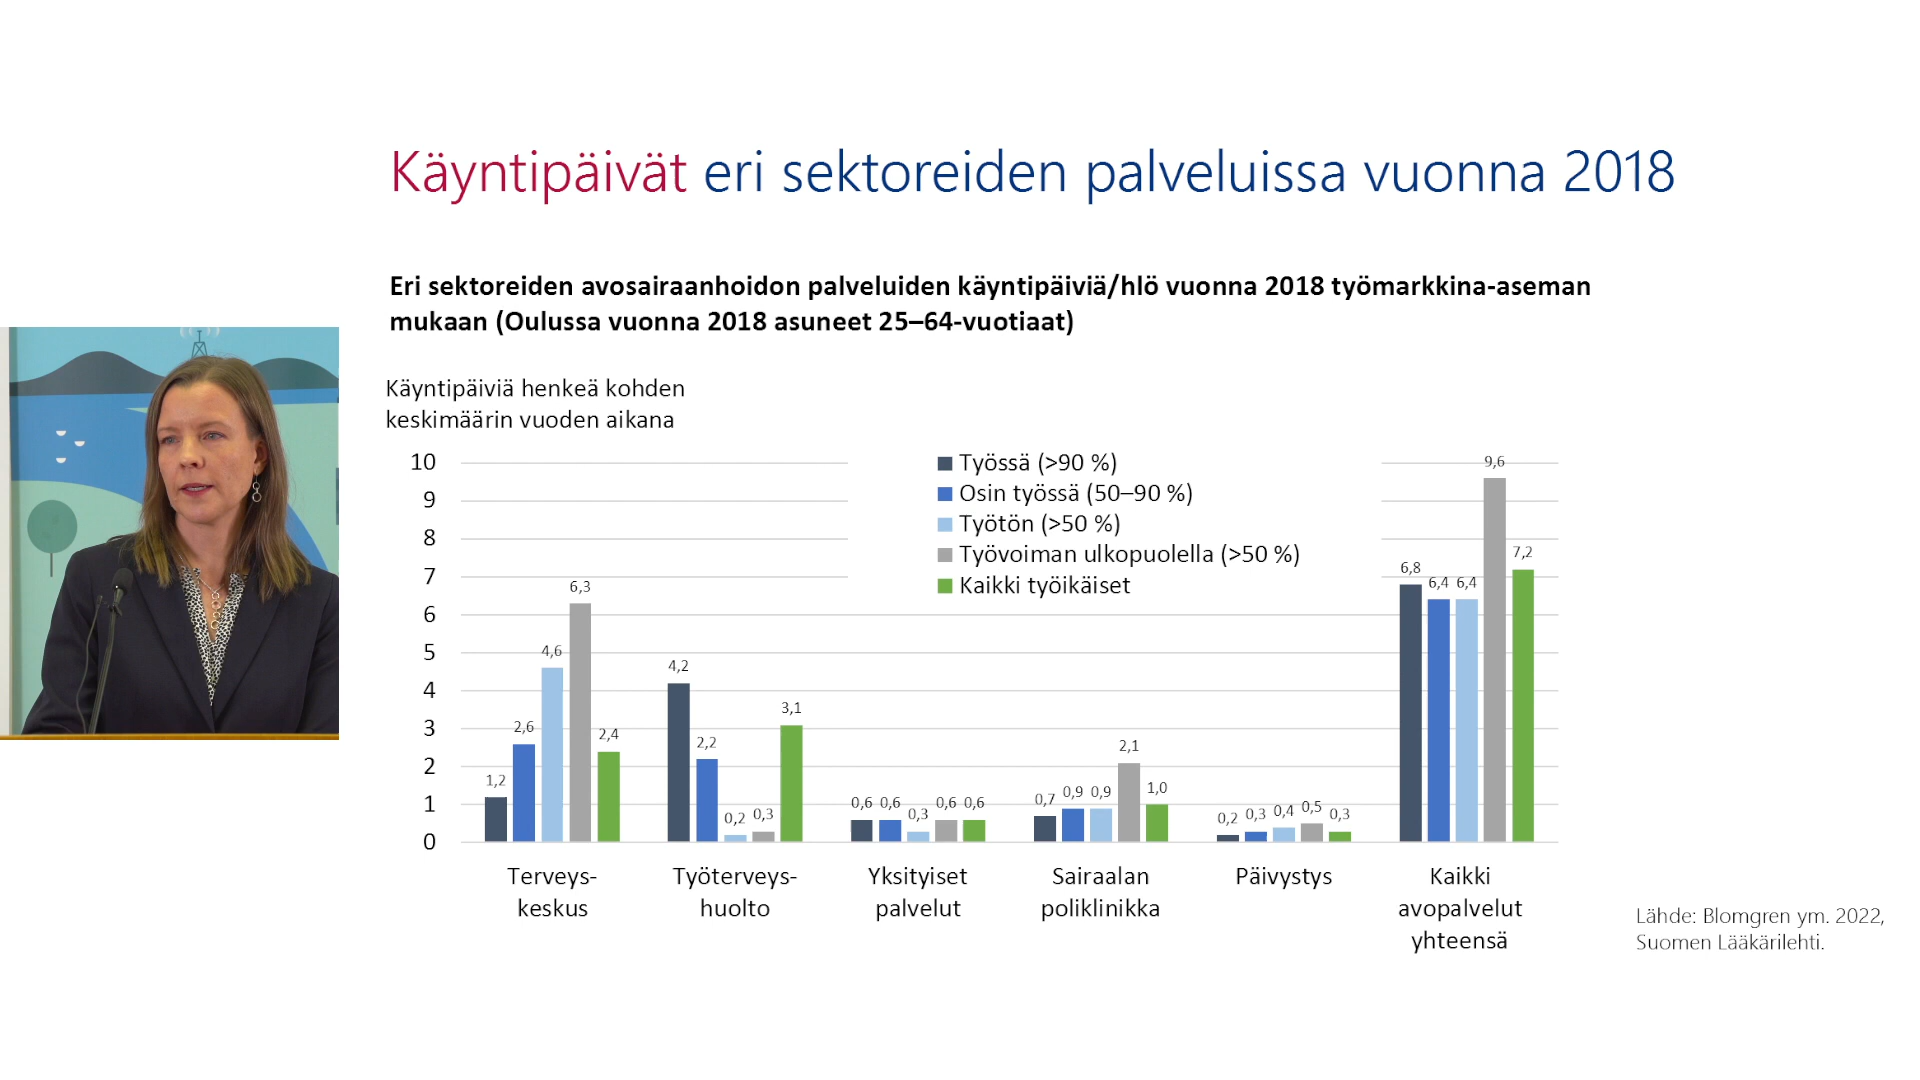 Käyntipäivät eri sektoreiden palveluissa vuonna 2018
Eri sektoreiden avosairaanhoidon palveluiden käyntipäiviä/hlö vuonna 2018 työmarkkina-aseman
mukaan (Oulussa vuonna 2018 asuneet 25–64-vuotiaat)
Käyntipäiviä henkeä kohden
keskimäärin vuoden aikana
10
9
8
7
6
5
4
3
2
1
0
Työssä (>90 %)
Osin työssä (50–90 %)
Työtön (>50 %)
Työvoiman ulkopuolella (>50 %)
Kaikki työikäiset
1,2
2,6
4,6
6,3
2,4
4,2
2,2
0,2
0,3
3,1
0,6
0,6
0,3
0,6
0,6
0,7
0,9
0,9
2,1
1,0
0,2
0,3
0,4
0,5
0,3
6,8
6,4
6,4
9,6
7,2
Terveys-
keskus
Työterveys-
huolto
Yksityiset
palvelut
Sairaalan
poliklinikka
Päivystys
Kaikki
avopalvelut
yhteensä
Lähde: Blomgren ym. 2022,
Suomen Lääkärilehti.